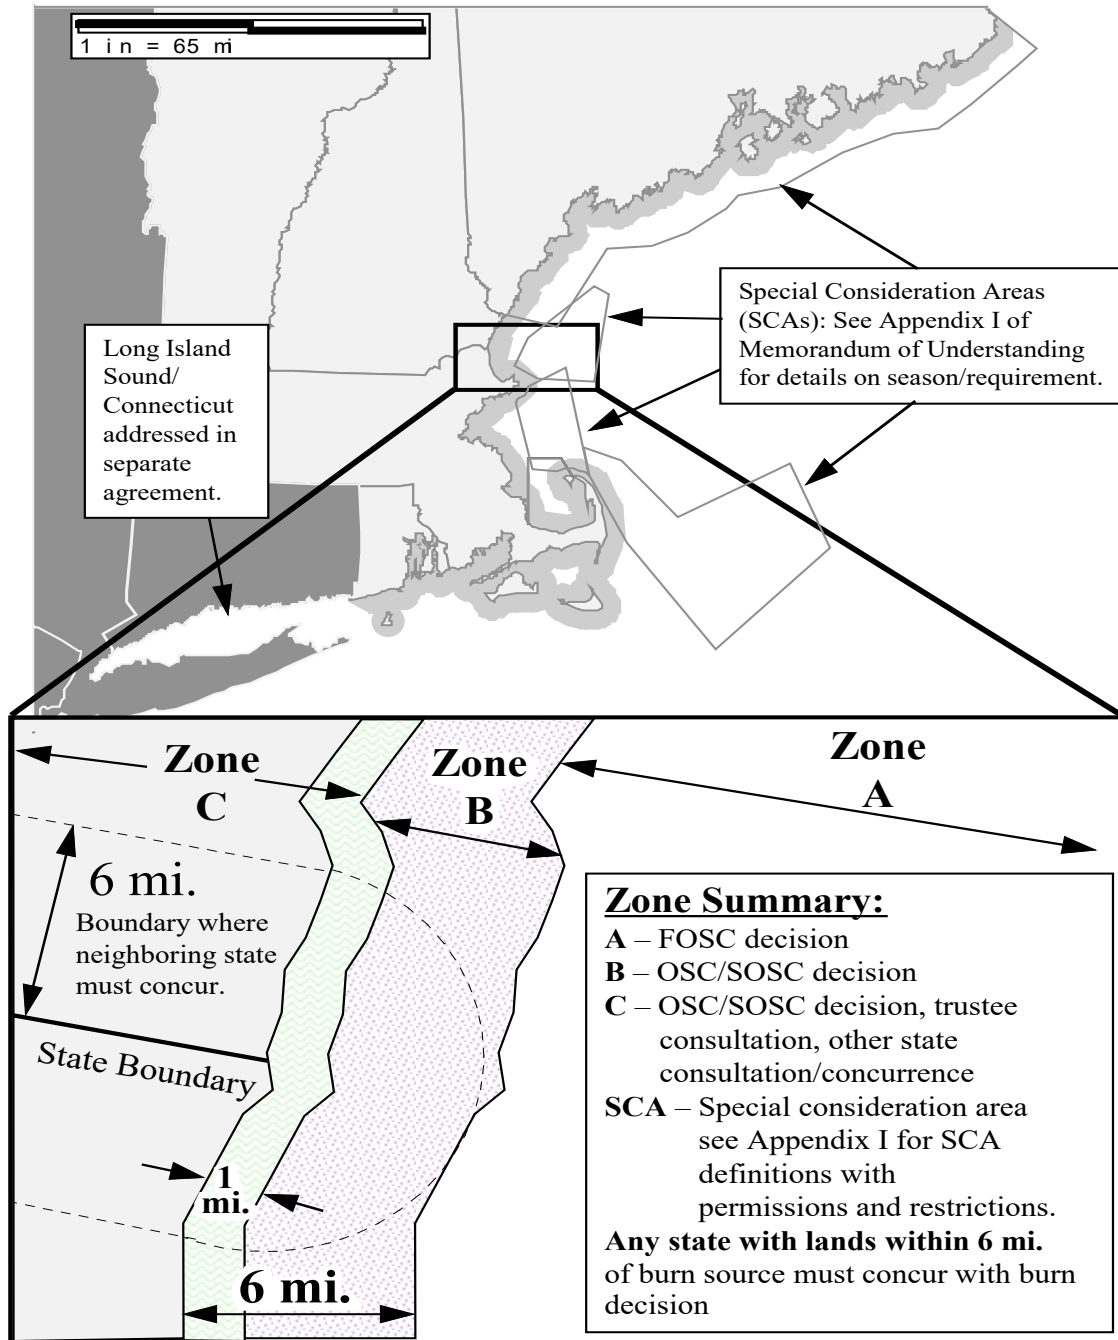 1 in = 65 mi
Special Consideration Areas
(SCAs): See Appendix I of
Memorandum of Understanding
for details on season/requirement.
Long Island
Sound/
Connecticut
addressed in
separate
agreement.
Zone
C
Zone
B
Zone
A
6 mi.
Boundary where
neighboring state
must concur.
State Boundary
1
mi.
6 mi.
Zone Summary:
A – FOSC decision
B – OSC/SOSC decision
C – OSC/SOSC decision, trustee
consultation, other state
consultation/concurrence
SCA – Special consideration area
see Appendix I for SCA
definitions with
permissions and restrictions.
Any state with lands within 6 mi.
of burn source must concur with burn
decision